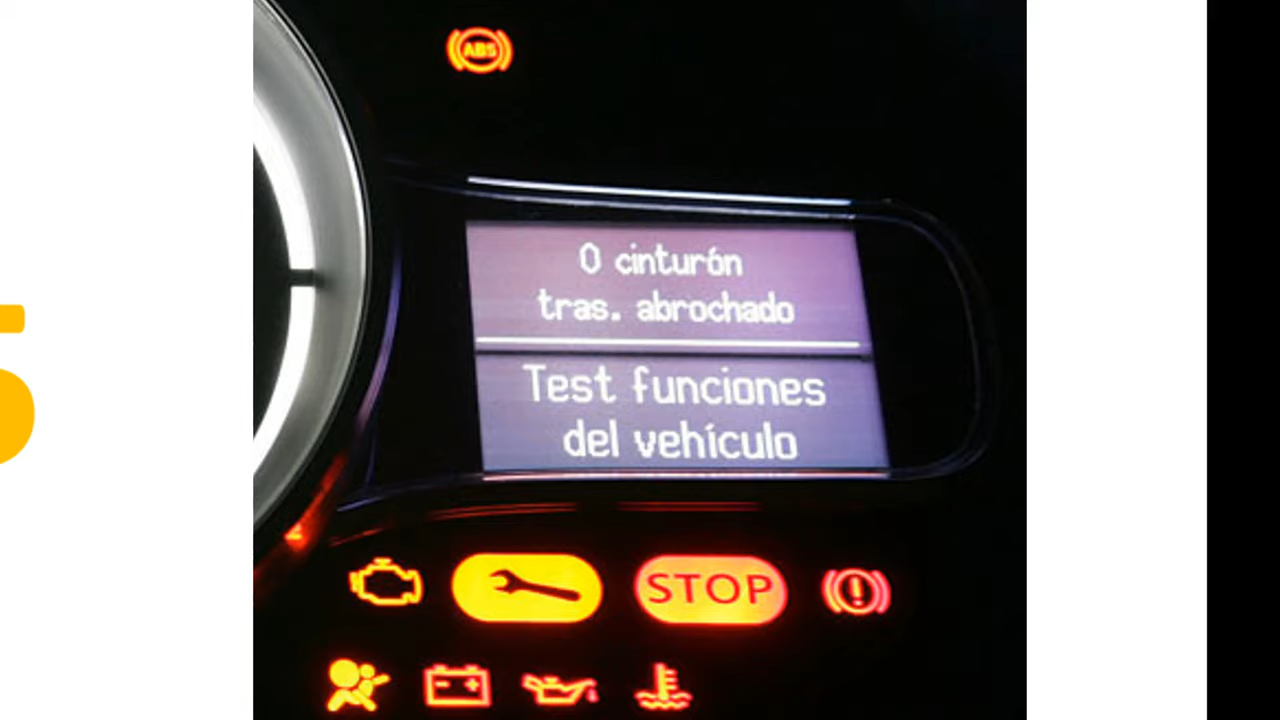 ABS
0 cinturón
tras. abrochado
Test funciones
del vehículo
STOP